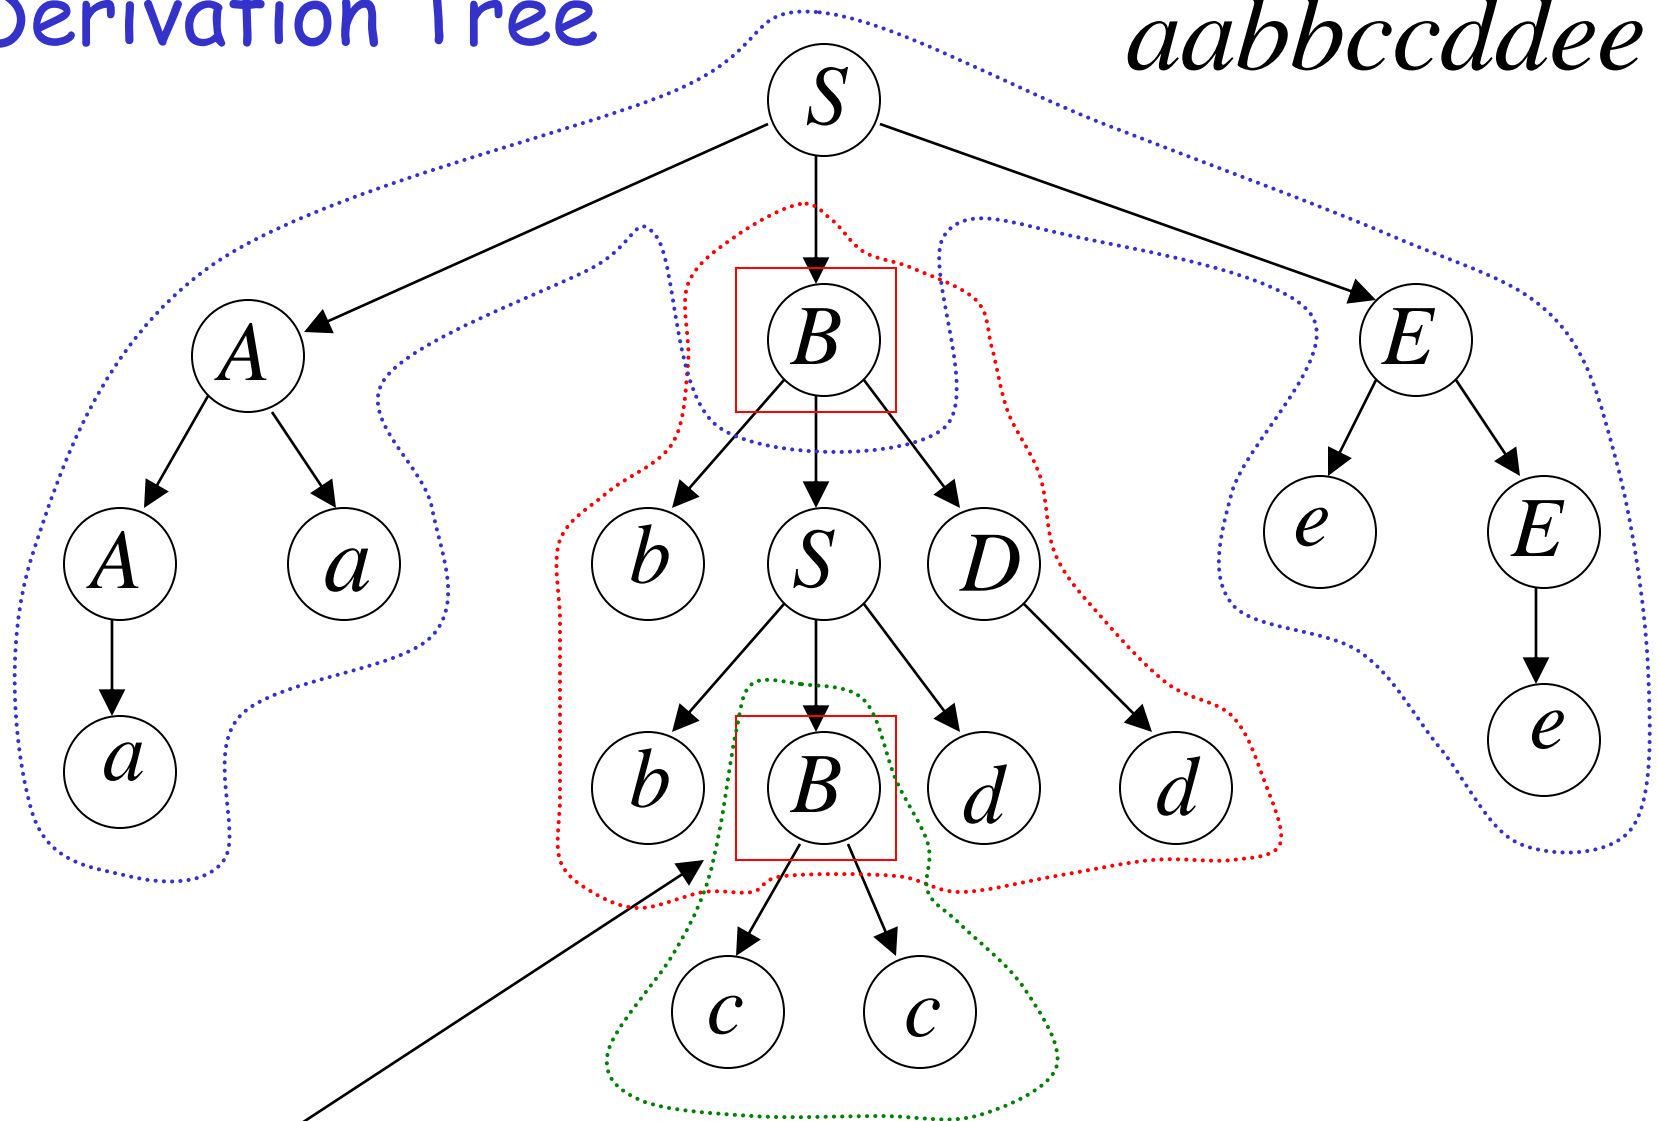 Derivation Tree
aabbccddee
S
A B E
A a b S D e E
a b B d d e
c c